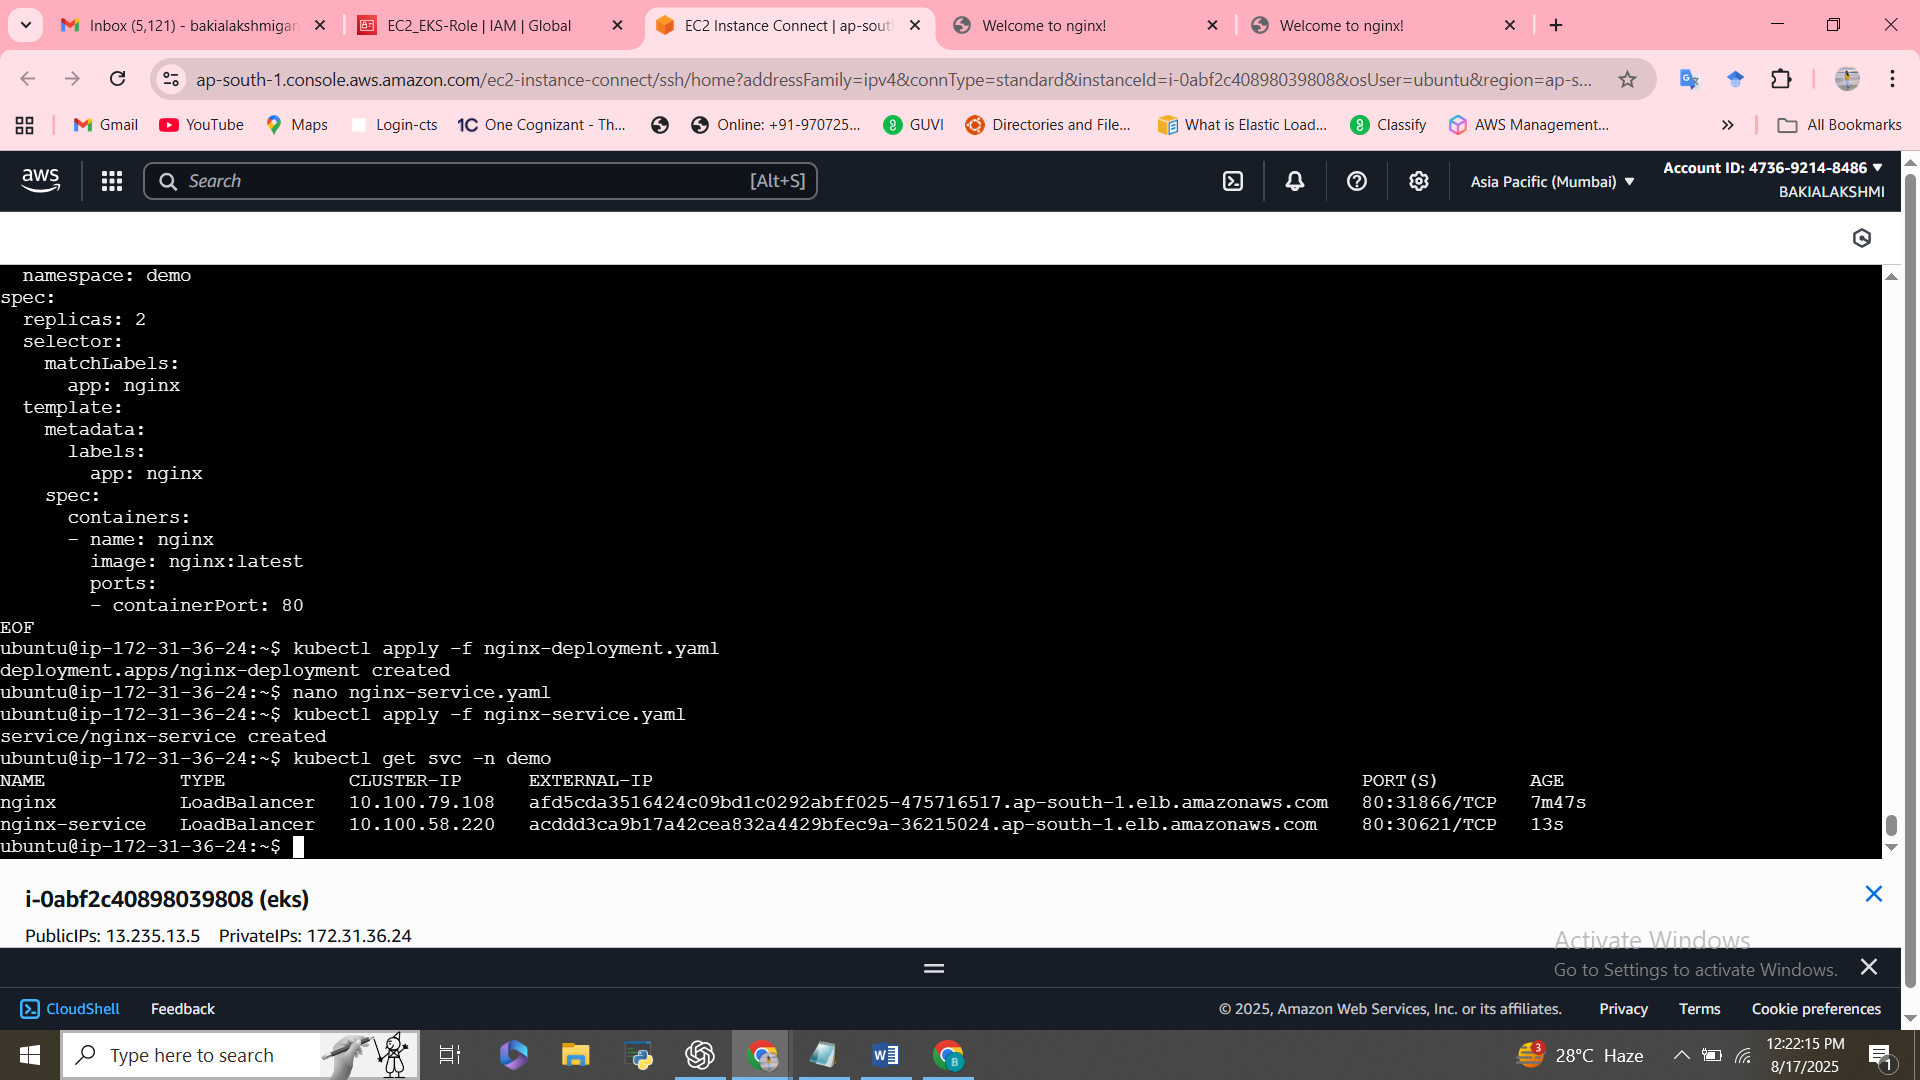 Inbox (5,121) - bakialakshmigan
EC2_EKS-Role | IAM | Global
EC2 Instance Connect | ap-sout
Welcome to nginx!
Welcome to nginx!
ap-south-1.console.aws.amazon.com/ec2-instance-connect/ssh/home?addressFamily=ipv4&connType=standard&instanceId=i-0abf2c40898039808&osUser=ubuntu&region=ap-s...
Gmail
YouTube
Maps
Login-cts
1C One Cognizant - Th...
Online: +91-970725...
GUVI
Directories and File...
What is Elastic Load...
Classify
AWS Management...
All Bookmarks
aws
Search
[Alt+S]
Asia Pacific (Mumbai)
Account ID: 4736-9214-8486
BAKIALAKSHMI
  namespace: demo
spec:
  replicas: 2
  selector:
    matchLabels:
      app: nginx
  template:
    metadata:
      labels:
        app: nginx
    spec:
      containers:
      - name: nginx
        image: nginx:latest
        ports:
        - containerPort: 80
EOF
ubuntu@ip-172-31-36-24:~$ kubectl apply -f nginx-deployment.yaml
deployment.apps/nginx-deployment created
ubuntu@ip-172-31-36-24:~$ nano nginx-service.yaml
ubuntu@ip-172-31-36-24:~$ kubectl apply -f nginx-service.yaml
service/nginx-service created
ubuntu@ip-172-31-36-24:~$ kubectl get svc -n demo
NAME            TYPE           CLUSTER-IP      EXTERNAL-IP                                                                PORT(S)        AGE
nginx           LoadBalancer   10.100.79.108   afd5cda3516424c09bd1c0292abff025-475716517.ap-south-1.elb.amazonaws.com   80:31866/TCP   7m47s
nginx-service   LoadBalancer   10.100.58.220   acddd3ca9b17a42cea832a4429bfec9a-36215024.ap-south-1.elb.amazonaws.com    80:30621/TCP   13s
ubuntu@ip-172-31-36-24:~$
i-0abf2c40898039808 (eks)
PublicIPs: 13.235.13.5 PrivateIPs: 172.31.36.24
Activate Windows
Go to Settings to activate Windows.
CloudShell
Feedback
© 2025, Amazon Web Services, Inc. or its affiliates.
Privacy
Terms
Cookie preferences
Type here to search
3
28°C Haze
12:22:15 PM
8/17/2025
1